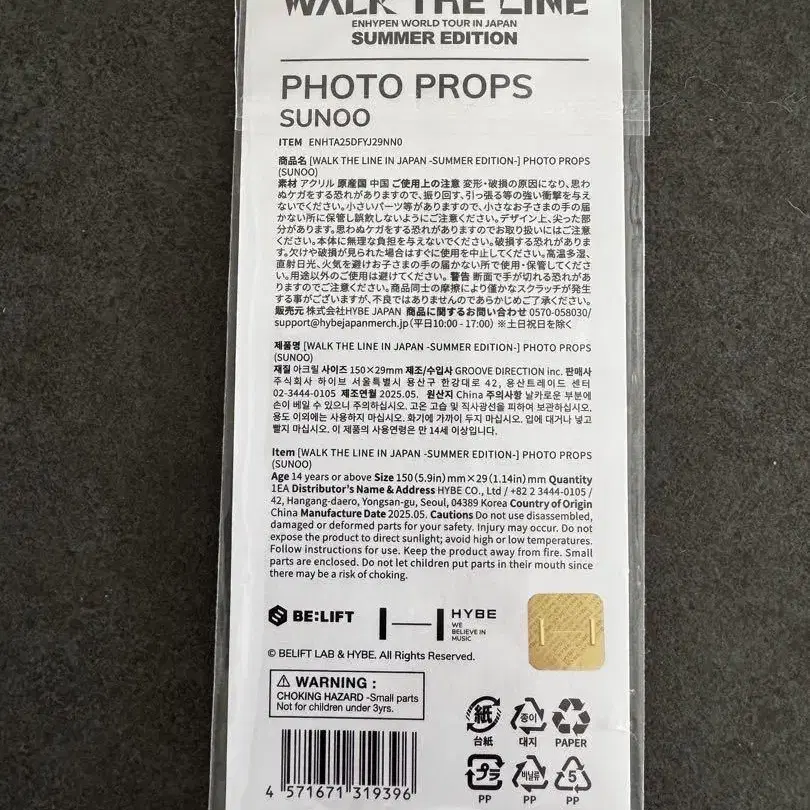 WALK THE LINE
ENHYPEN WORLD TOUR IN JAPAN
SUMMER EDITION
PHOTO PROPS
SUNOO
ITEM ENHTA25DFYJ29NN0
商品名 [WALK THE LINE IN JAPAN -SUMMER EDITION-] PHOTO PROPS
(SUNOO)
素材 アクリル 原産国 中国 ご使用上の注意 変形・破損の原因になり、思わ
ぬケガをする恐れがありますので、振り回す、引っ張る等の強い衝撃を与え
ないでください。小さいパーツ等がありますので、小さなお子さまの手の届
かない所に保管し誤飲しないようにご注意ください。デザイン上、尖った部
分があります。思わぬケガをする恐れがありますのでお取り扱いにはご注意
ください。本体に無理な負担を与えないでください。破損する恐れがありま
す。欠けや破損が見られた場合はすぐに使用を中止してください。高温多湿、
直射日光、火気を避けお子さまの手の届かない所で使用・保管してくださ
い。用途以外のご使用は避けてください。警告 断面で手が切れる恐れがあ
りますのでご注意ください。商品同士の摩擦により僅かなスクラッチが発生
する事がございますが、不良ではありませんのであらかじめご了承ください。
販売元 株式会社HYBE JAPAN 商品に関するお問い合わせ 0570-058030/
support@hybejapanmerch.jp (平日10:00 - 17:00) ※土日祝日を除く
제품명 [WALK THE LINE IN JAPAN -SUMMER EDITION-] PHOTO PROPS
(SUNOO)
재질 아크릴 사이즈 150×29mm 제조/수입사 GROOVE DIRECTION inc. 판매사
주식회사 하이브 서울특별시 용산구 한강대로 42, 용산트레이드 센터
02-3444-0105 제조연월 2025.05. 원산지 China 주의사항 날카로운 부분에
손이 베일 수 있으니 주의하십시오. 고온 고습 및 직사광선을 피하여 보관하십시오.
용도 이외에는 사용하지 마십시오. 화기에 가까이 두지 마십시오. 입에 대거나 넣고
빨지 마십시오. 이 제품의 사용연령은 만 14세 이상입니다.
Item [WALK THE LINE IN JAPAN -SUMMER EDITION-] PHOTO PROPS
(SUNOO)
Age 14 years or above Size 150 (5.9in) mm×29 (1.14in) mm Quantity
1EA Distributor's Name & Address HYBE CO., Ltd / +82 2 3444-0105 /
42, Hangang-daero, Yongsan-gu, Seoul, 04389 Korea Country of Origin
China Manufacture Date 2025.05. Cautions Do not use disassembled,
damaged or deformed parts for your safety. Injury may occur. Do not
expose the product to direct sunlight; avoid high or low temperatures.
Follow instructions for use. Keep the product away from fire. Small
parts are enclosed. Do not let children put parts in their mouth since
there may be a risk of choking.
BE:LIFT
HYBE
WE
BELIEVE IN
MUSIC
© BELIFT LAB & HYBE. All Rights Reserved.
⚠ WARNING :
CHOKING HAZARD -Small parts
Not for children under 3yrs.
紙 종이
台紙 대지 PAPER
プラ 비닐류 5
PP PP PP
4 571671 319396